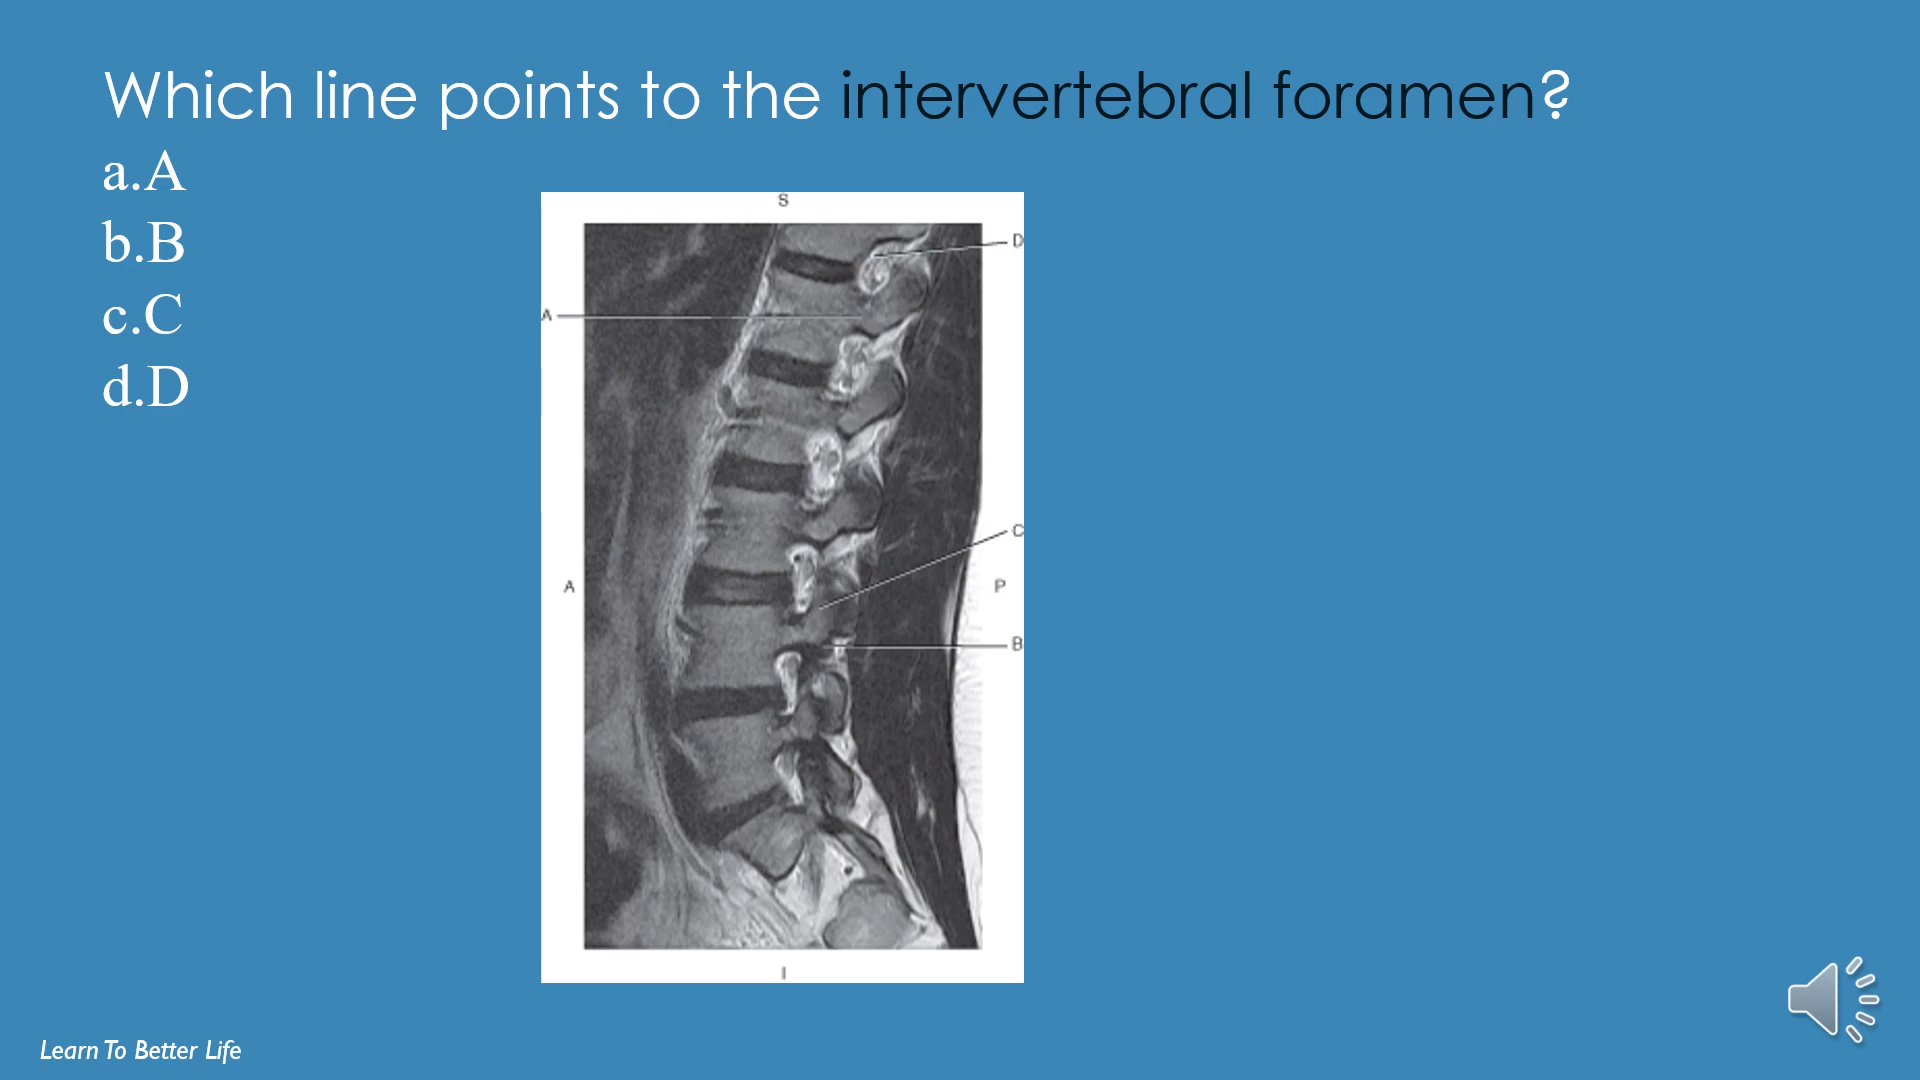 Which line points to the intervertebral foramen?
a.A
b.B
c.C
d.D
S
D
A
C
A
P
B
I
Learn To Better Life